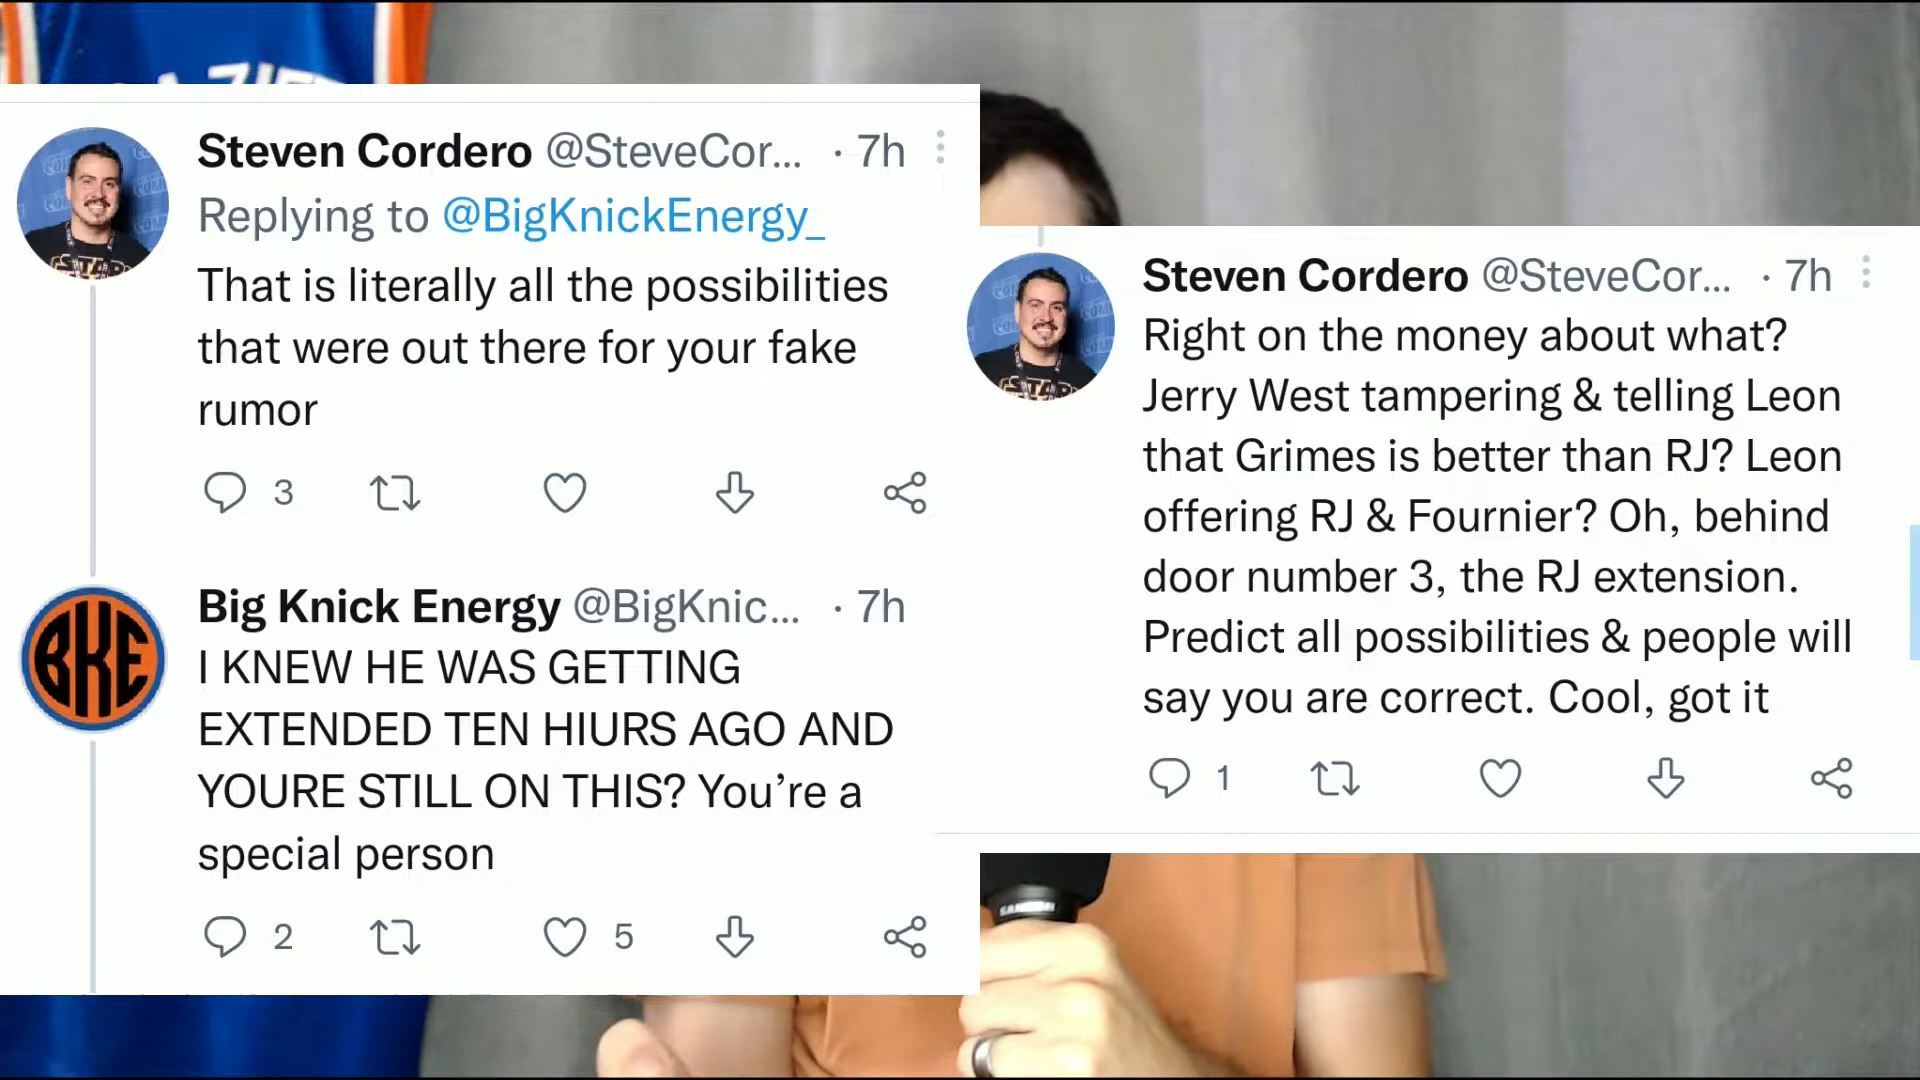 Steven Cordero @SteveCor... · 7h
Replying to @BigKnickEnergy_
That is literally all the possibilities
that were out there for your fake
rumor
3
BKE
Big Knick Energy @BigKnic... · 7h
I KNEW HE WAS GETTING
EXTENDED TEN HIURS AGO AND
YOURE STILL ON THIS? You’re a
special person
2 5
Steven Cordero @SteveCor... · 7h
Right on the money about what?
Jerry West tampering & telling Leon
that Grimes is better than RJ? Leon
offering RJ & Fournier? Oh, behind
door number 3, the RJ extension.
Predict all possibilities & people will
say you are correct. Cool, got it
1
SAMSON